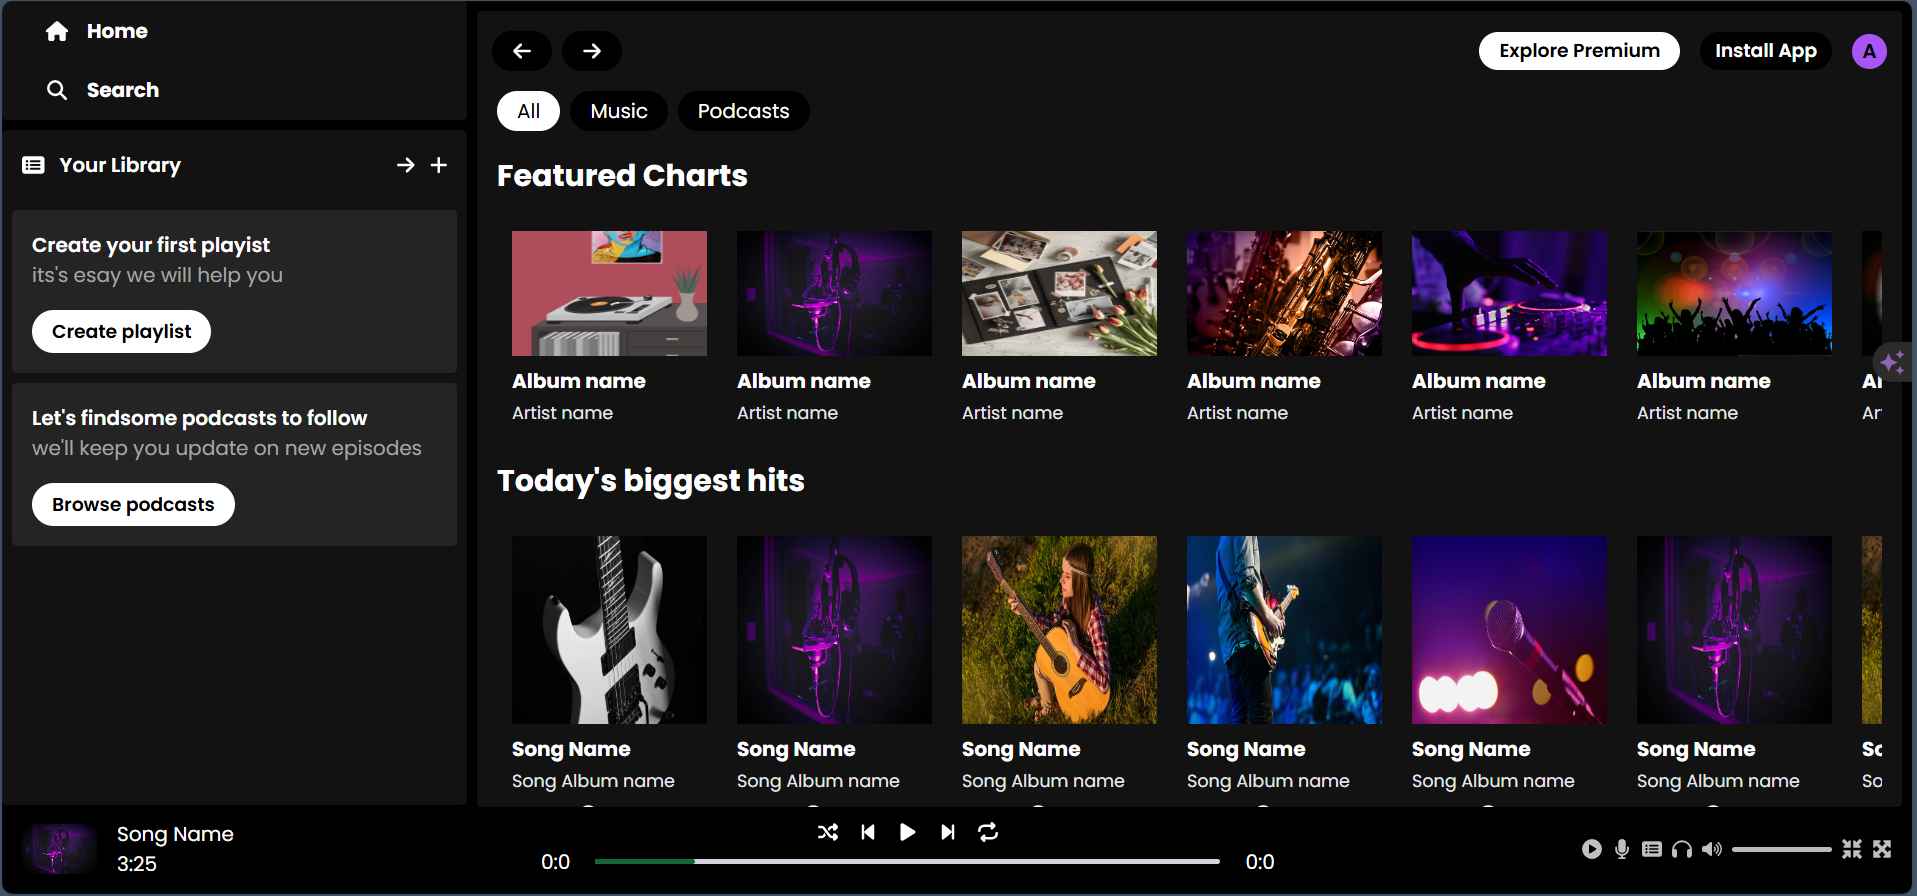 Home
Search
Your Library
Create your first playist
its's esay we will help you
Create playlist
Let's findsome podcasts to follow
we'll keep you update on new episodes
Browse podcasts
Explore Premium
Install App
A
All
Music
Podcasts
Featured Charts
Album name
Artist name
Album name
Artist name
Album name
Artist name
Album name
Artist name
Album name
Artist name
Album name
Artist name
Al
Ar
Today's biggest hits
Song Name
Song Album name
Song Name
Song Album name
Song Name
Song Album name
Song Name
Song Album name
Song Name
Song Album name
Song Name
Song Album name
So
So
Song Name
3:25
0:0
0:0